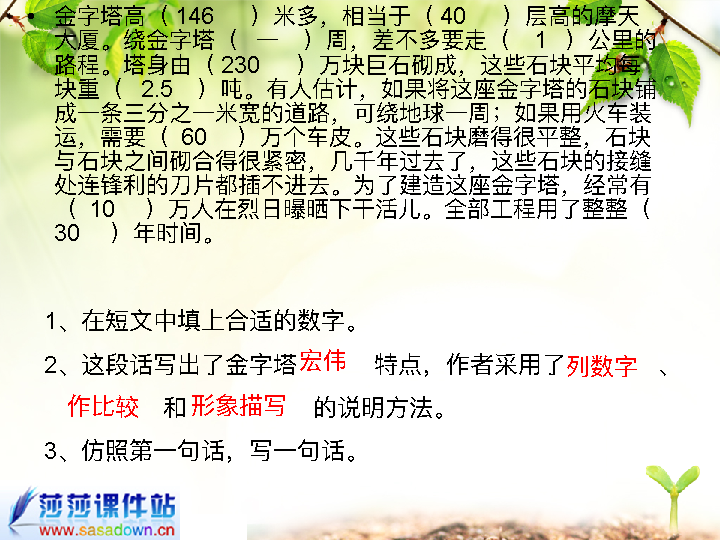 • 金字塔高（ 146 ）米多，相当于（ 40 ）层高的摩天
大厦。绕金字塔（ 一 ）周，差不多要走（ 1 ）公里的
路程。塔身由（ 230 ）万块巨石砌成，这些石块平均每
块重（ 2.5 ）吨。有人估计，如果将这座金字塔的石块铺
成一条三分之一米宽的道路，可绕地球一周；如果用火车装
运，需要（ 60 ）万个车皮。这些石块磨得很平整，石块
与石块之间砌合得很紧密，几千年过去了，这些石块的接缝
处连锋利的刀片都插不进去。为了建造这座金字塔，经常有
（ 10 ）万人在烈日曝晒下干活儿。全部工程用了整整（
30 ）年时间。
1、在短文中填上合适的数字。
2、这段话写出了金字塔宏伟 特点，作者采用了列数字 、
作比较 和 形象描写 的说明方法。
3、仿照第一句话，写一句话。
莎莎课件站
www.sasadown.cn